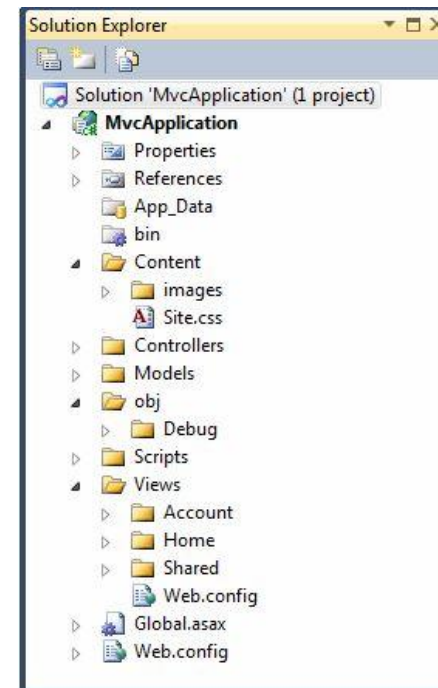 Solution Explorer
Solution 'MvcApplication' (1 project)
MvcApplication
Properties
References
App_Data
bin
Content
images
Site.css
Controllers
Models
obj
Debug
Scripts
Views
Account
Home
Shared
Web.config
Global.asax
Web.config